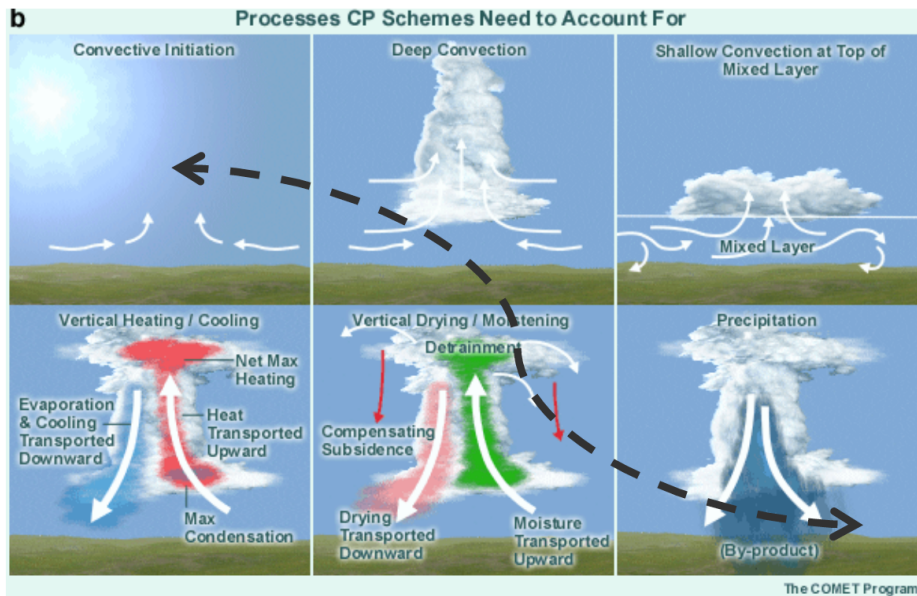 b
Processes CP Schemes Need to Account For
Convective Initiation
Deep Convection
Shallow Convection at Top of
Mixed Layer
Mixed Layer
Vertical Heating / Cooling
Net Max
Heating
Evaporation
& Cooling
Transported
Downward
Heat
Transported
Upward
Max
Condensation
Vertical Drying / Moistening
Detrainment
Compensating
Subsidence
Drying
Transported
Downward
Moisture
Transported
Upward
Precipitation
(By-product)
The COMET Program